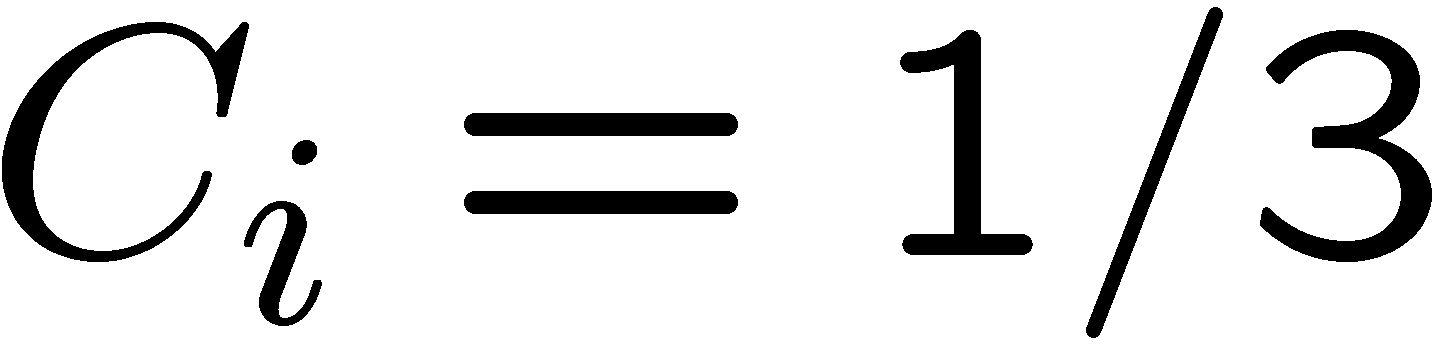 C_i = 1/3